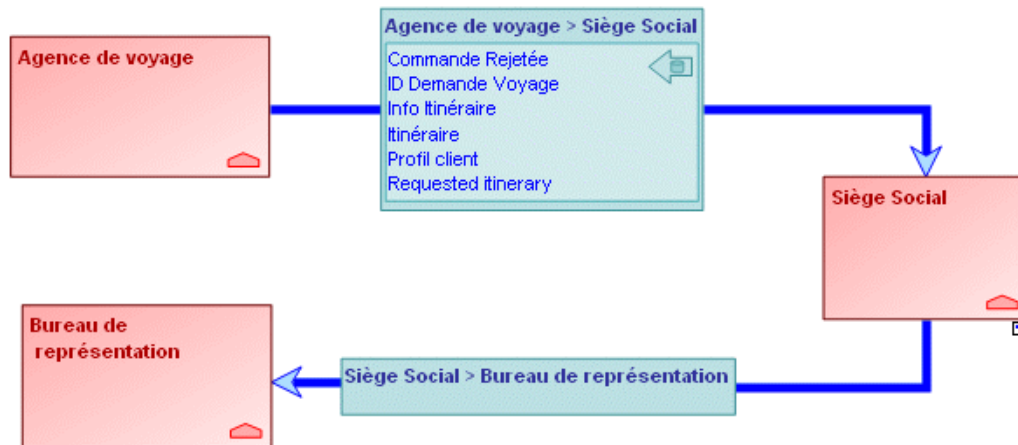 Agence de voyage > Siège Social
Agence de voyage
Commande Rejetée
ID Demande Voyage
Info Itinéraire
Itinéraire
Profil client
Requested itinerary
Siège Social
Bureau de
représentation
Siège Social > Bureau de représentation